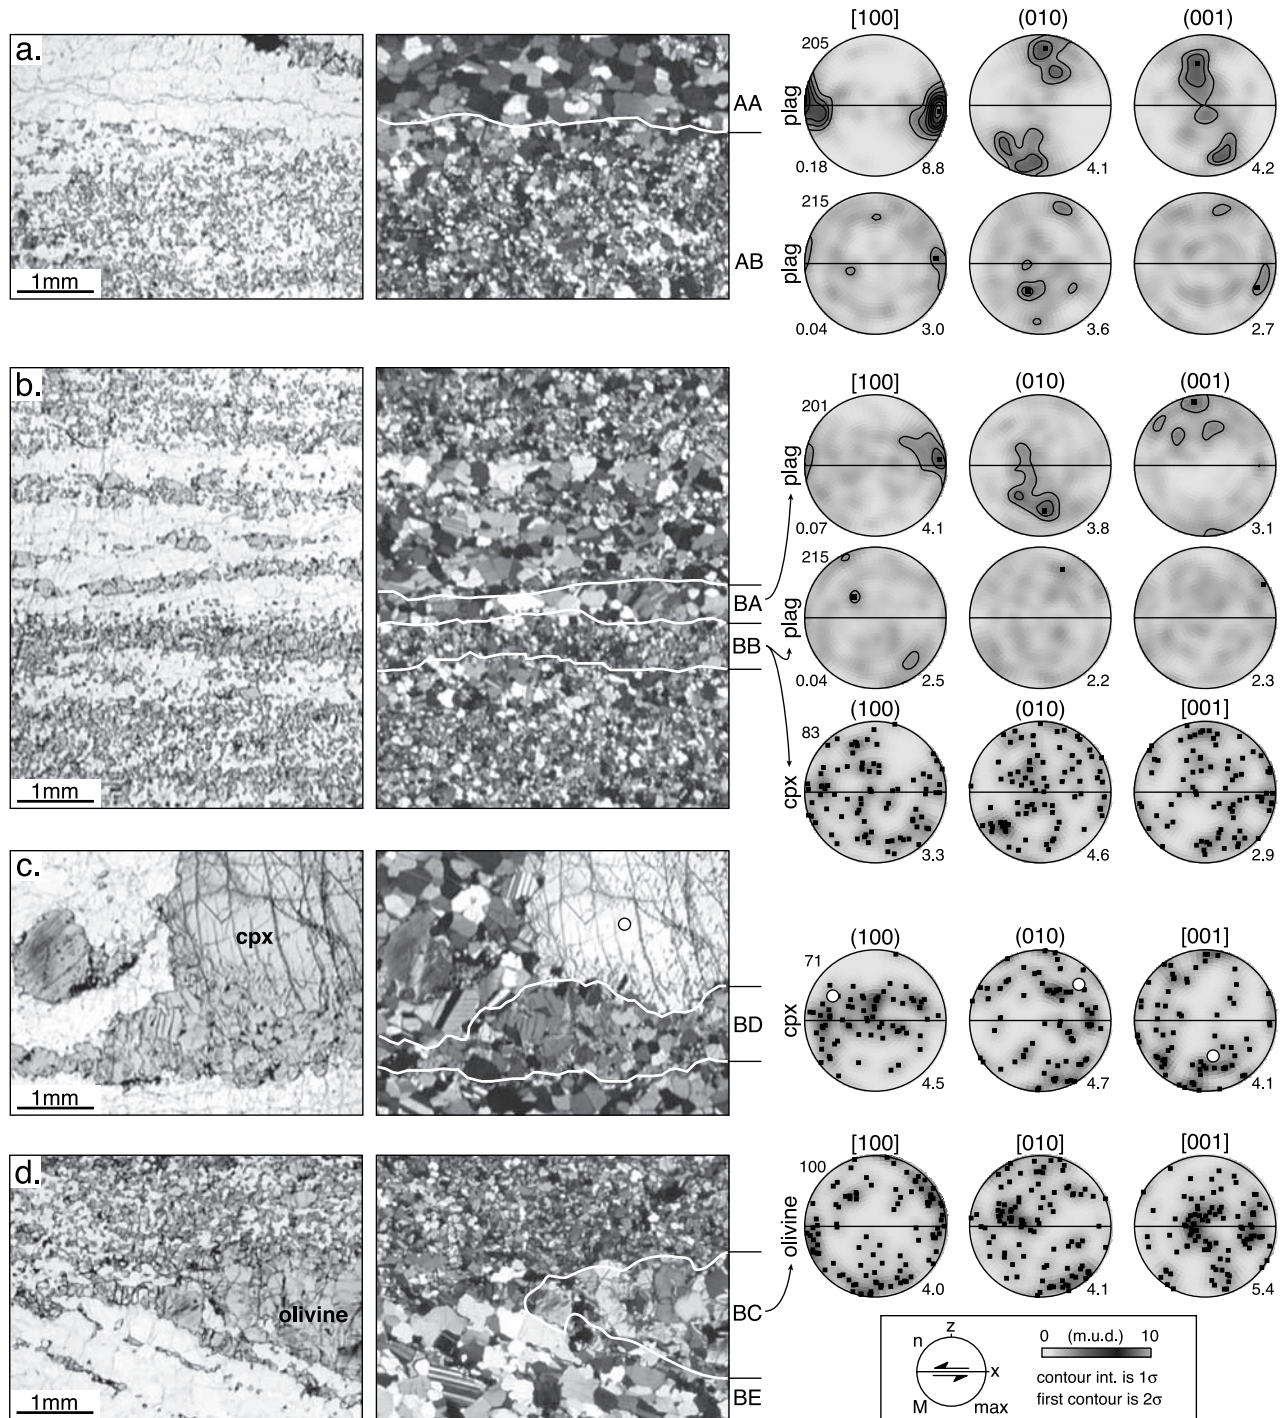 a.
1mm
AA
AB
[100] (010) (001)
205
plag
0.18 8.8 4.1 4.2
215
plag
0.04 3.0 3.6 2.7
b.
1mm
BA
BB
[100] (010) (001)
201
plag
0.07 4.1 3.8 3.1
215
plag
0.04 2.5 2.2 2.3
(100) (010) [001]
83
cpx
3.3 4.6 2.9
c.
cpx
1mm
BD
(100) (010) [001]
71
cpx
4.5 4.7 4.1
d.
olivine
1mm
BC
BE
[100] [010] [001]
100
olivine
4.0 4.1 5.4
z
n
x
M max
0 (m.u.d.) 10
contour int. is 1σ
first contour is 2σ